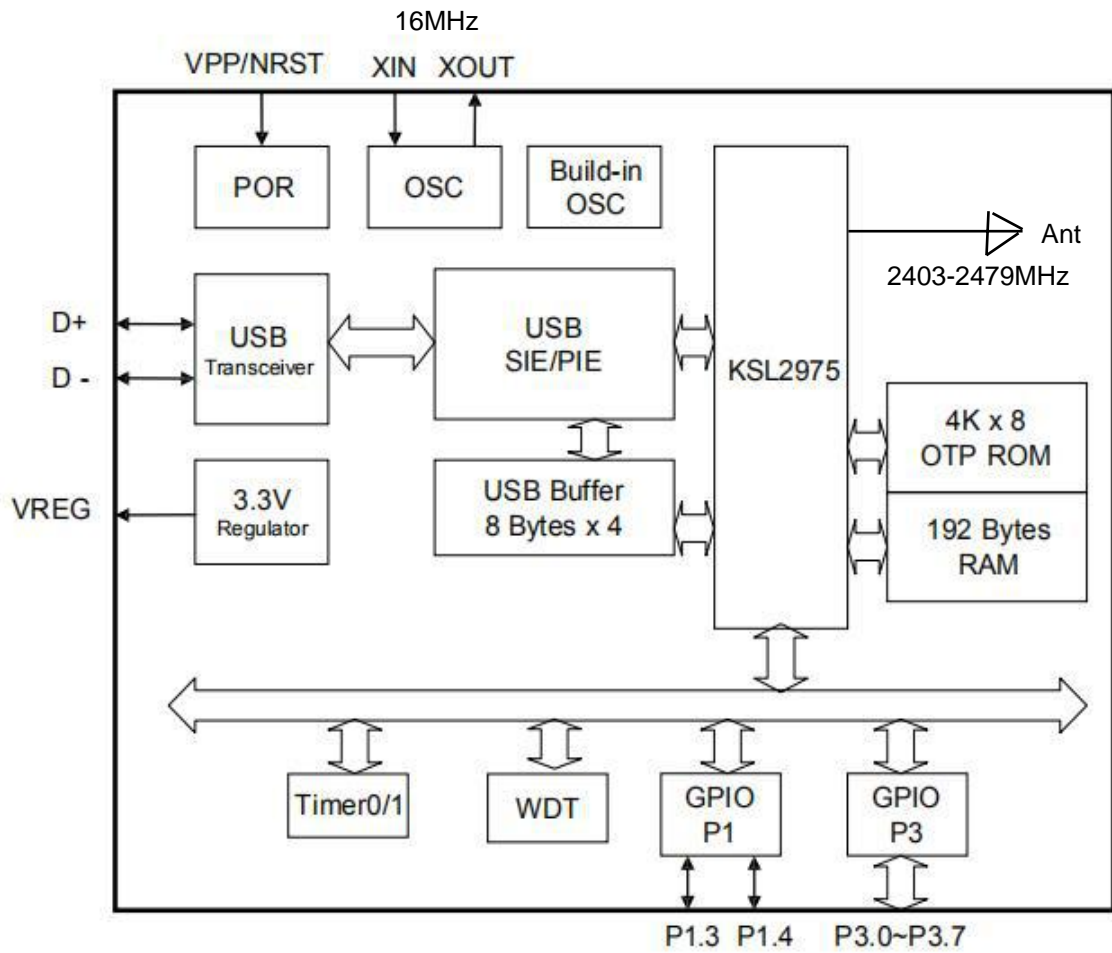 16MHz
VPP/NRST
XIN
XOUT
POR
OSC
Build-in
OSC
Ant
2403-2479MHz
D+
D -
USB
Transceiver
USB
SIE/PIE
KSL2975
4K x 8
OTP ROM
VREG
3.3V
Regulator
USB Buffer
8 Bytes x 4
192 Bytes
RAM
Timer0/1
WDT
GPIO
P1
GPIO
P3
P1.3
P1.4
P3.0~P3.7